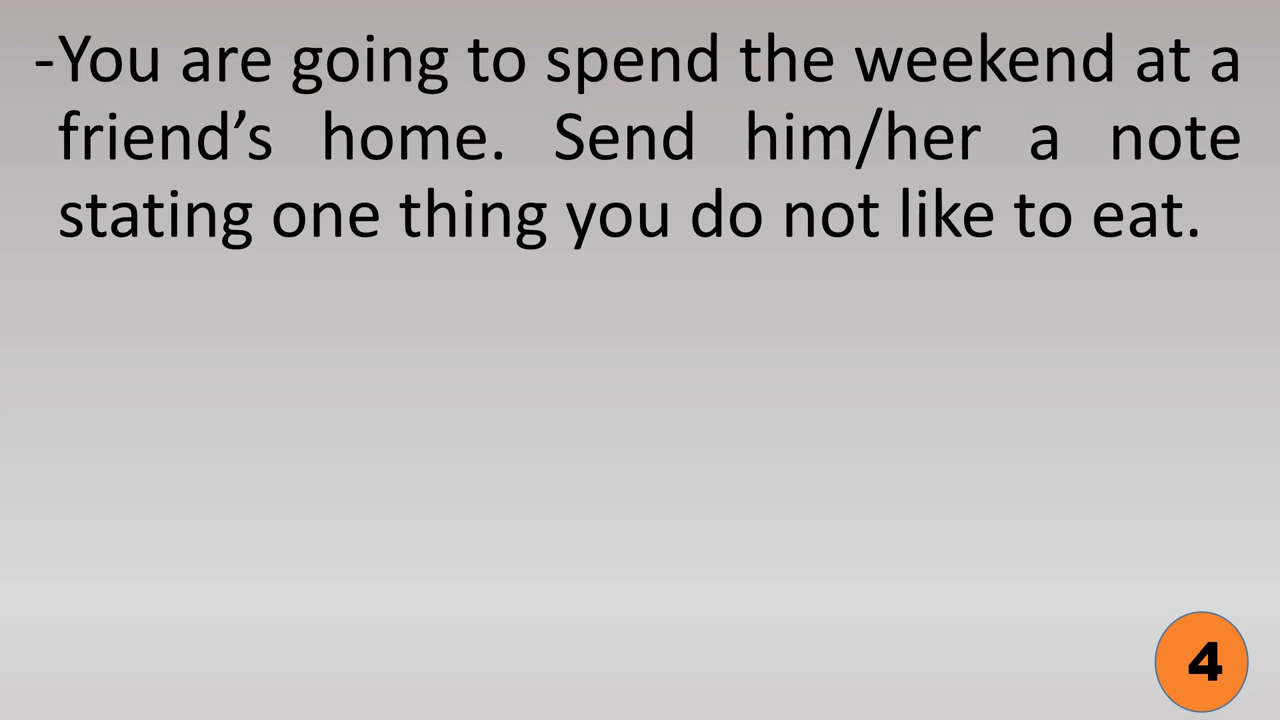 -You are going to spend the weekend at a
friend’s home. Send him/her a note
stating one thing you do not like to eat.
4